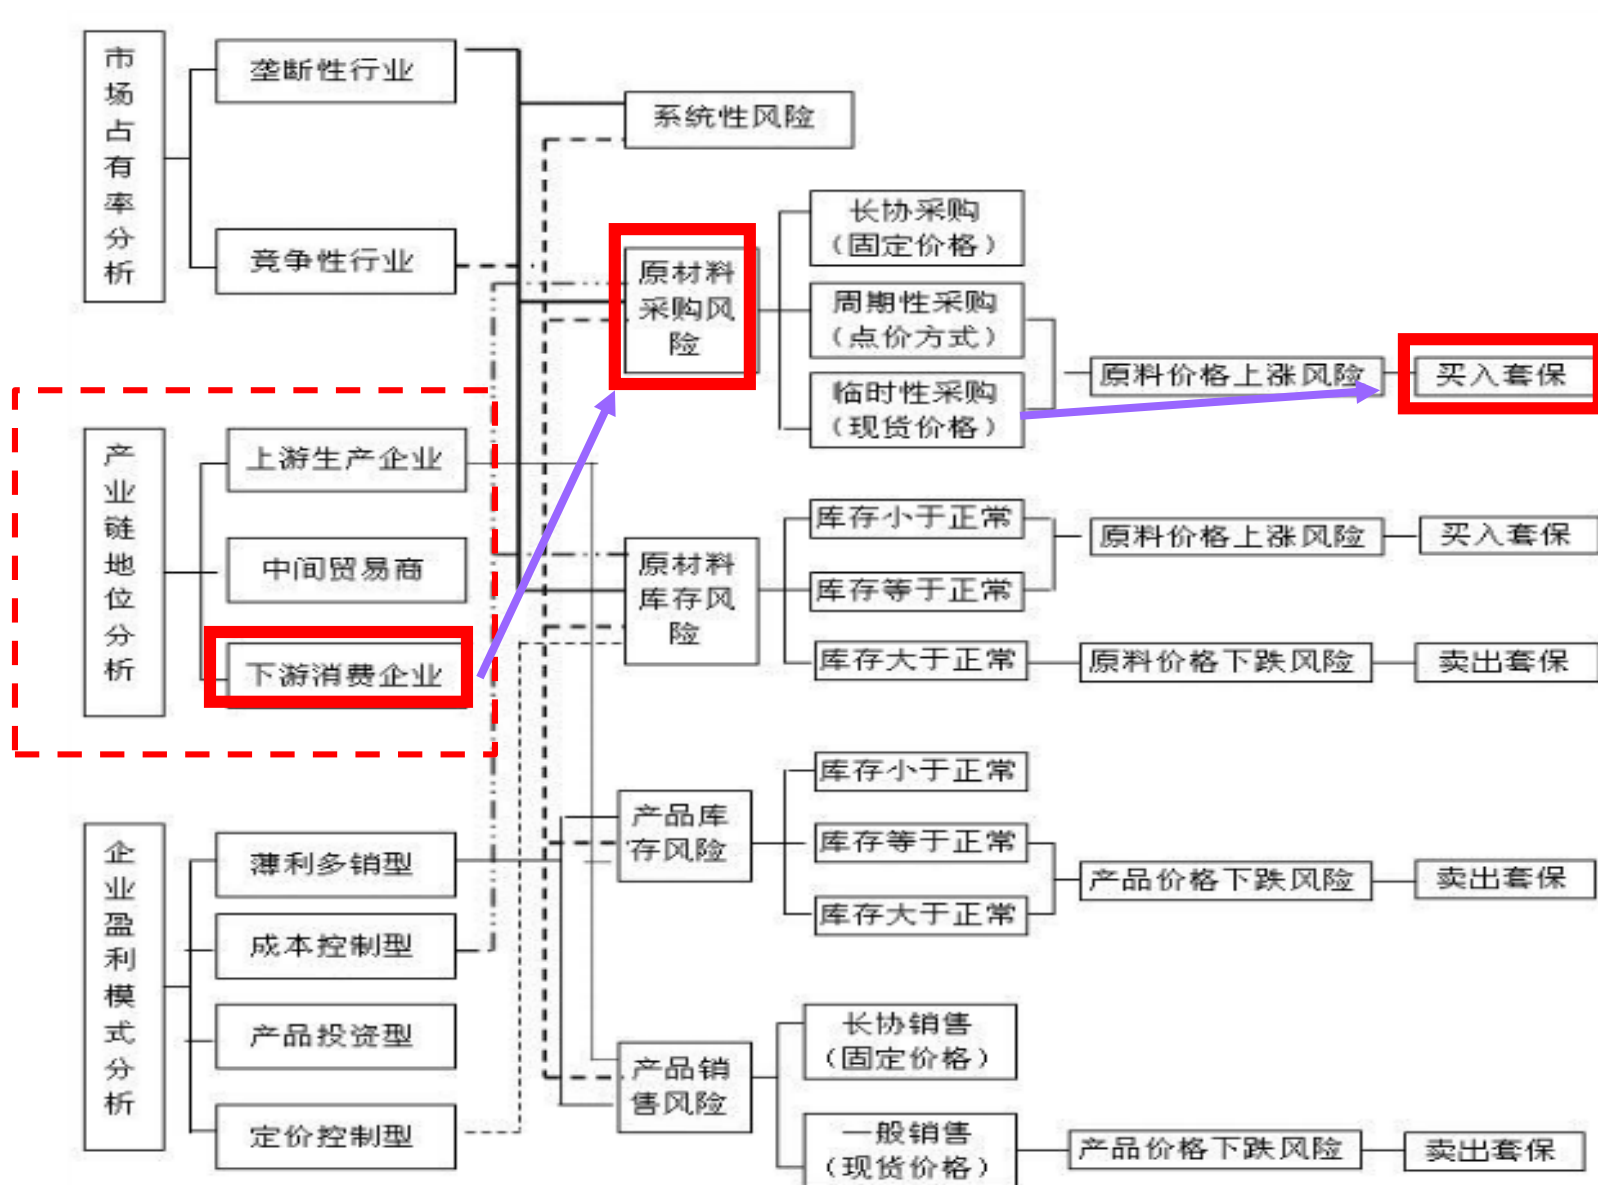 市场占有率分析
垄断性行业
竞争性行业
系统性风险
原材料
采购风
险
长协采购
（固定价格）
周期性采购
（点价方式）
临时性采购
（现货价格）
原料价格上涨风险
买入套保
产业链地位分析
上游生产企业
中间贸易商
下游消费企业
原材料
库存风
险
库存小于正常
库存等于正常
库存大于正常
原料价格上涨风险
买入套保
原料价格下跌风险
卖出套保
企业盈利模式分析
薄利多销型
成本控制型
产品投资型
定价控制型
产品库
存风险
库存小于正常
库存等于正常
库存大于正常
产品价格下跌风险
卖出套保
产品销
售风险
长协销售
（固定价格）
一般销售
（现货价格）
产品价格下跌风险
卖出套保